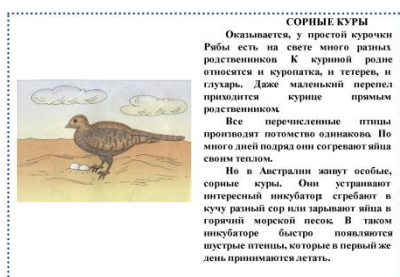 СОРНЫЕ КУРЫ
Оказывается, у простой курочки
Рябы есть на свете много разных
родственников. К куриной родне
относятся и куропатка, и тетерев, и
глухарь. Даже маленький перепел
приходится курице прямым
родственником.
Все перечисленные птицы
производят потомство одинаково. По
много дней подряд они согревают яйца
своим теплом.
Но в Австралии живут особые,
сорные куры. Они устраивают
интересный инкубатор: сгребают в
кучу разный сор или зарывают яйца в
горячий морской песок. В таком
инкубаторе быстро появляются
шустрые птенцы, которые в первый же
день принимаются летать.